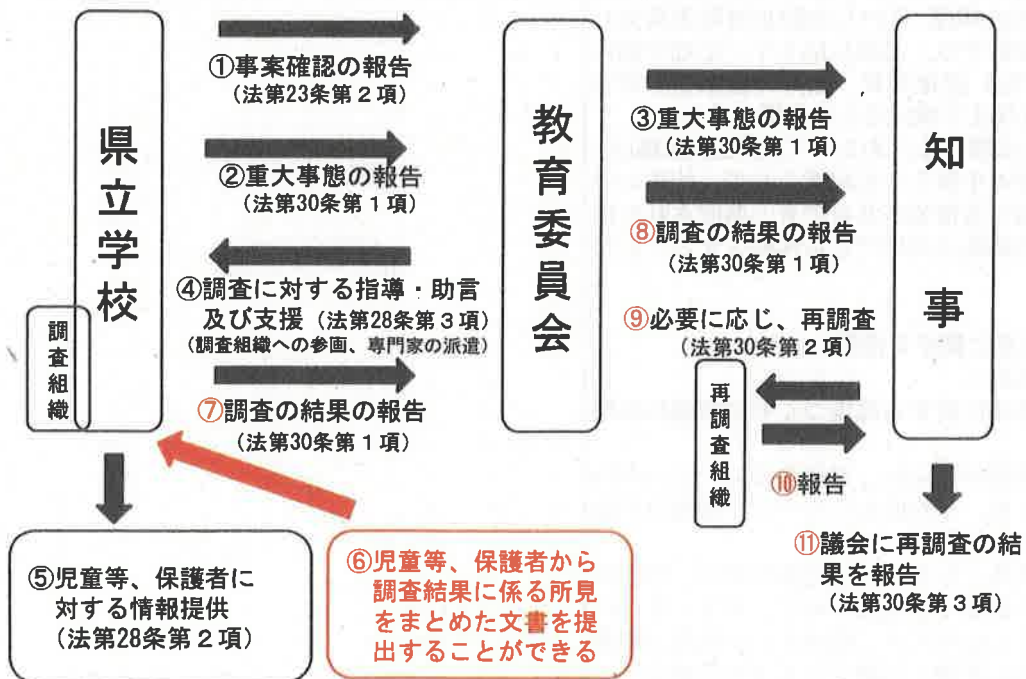 県立学校
調査組織
①事案確認の報告
(法第23条第2項)
②重大事態の報告
(法第30条第1項)
④調査に対する指導・助言
及び支援 (法第28条第3項)
(調査組織への参画、専門家の派遣)
⑦調査の結果の報告
(法第30条第1項)
教育委員会
③重大事態の報告
(法第30条第1項)
⑧調査の結果の報告
(法第30条第1項)
⑨必要に応じ、再調査
(法第30条第2項)
再調査組織
⑩報告
知事
⑤児童等、保護者に
対する情報提供
(法第28条第2項)
⑥児童等、保護者から
調査結果に係る所見
をまとめた文書を提
出することができる
⑪議会に再調査の結
果を報告
(法第30条第3項)